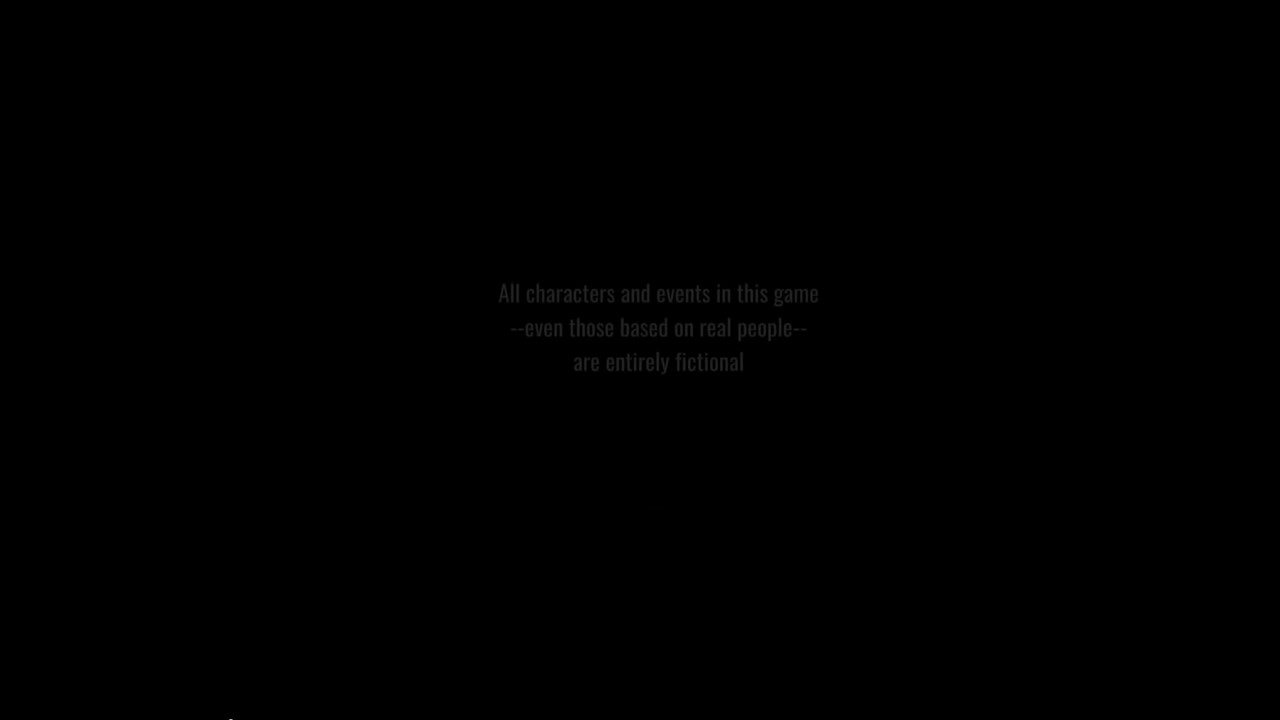 All characters and events in this game
--even those based on real people--
are entirely fictional